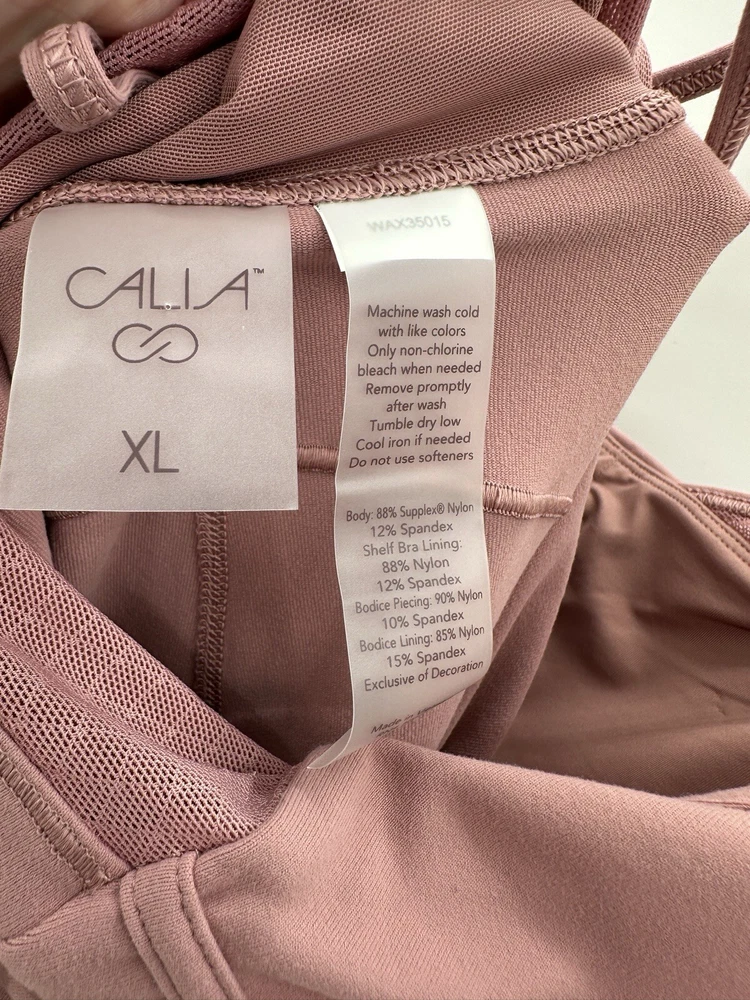 CALIA™
XL
WAX35015
Machine wash cold
with like colors
Only non-chlorine
bleach when needed
Remove promptly
after wash
Tumble dry low
Cool iron if needed
Do not use softeners
Body: 88% Supplex® Nylon
12% Spandex
Shelf Bra Lining:
88% Nylon
12% Spandex
Bodice Piecing: 90% Nylon
10% Spandex
Bodice Lining: 85% Nylon
15% Spandex
Exclusive of Decoration
Made